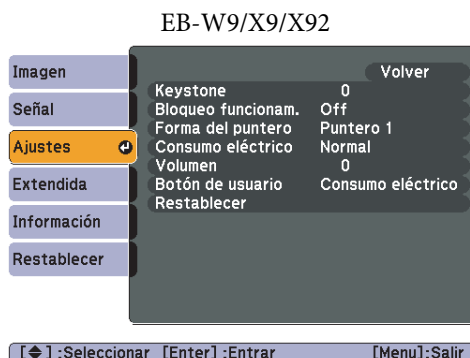 EB-W9/X9/X92
Imagen
Señal
Ajustes
Extendida
Información
Restablecer
Volver
Keystone 0
Bloqueo funcionam. Off
Forma del puntero Puntero 1
Consumo eléctrico Normal
Volumen 0
Botón de usuario Consumo eléctrico
Restablecer
[◆] :Seleccionar [Enter] :Entrar [Menu]:Salir